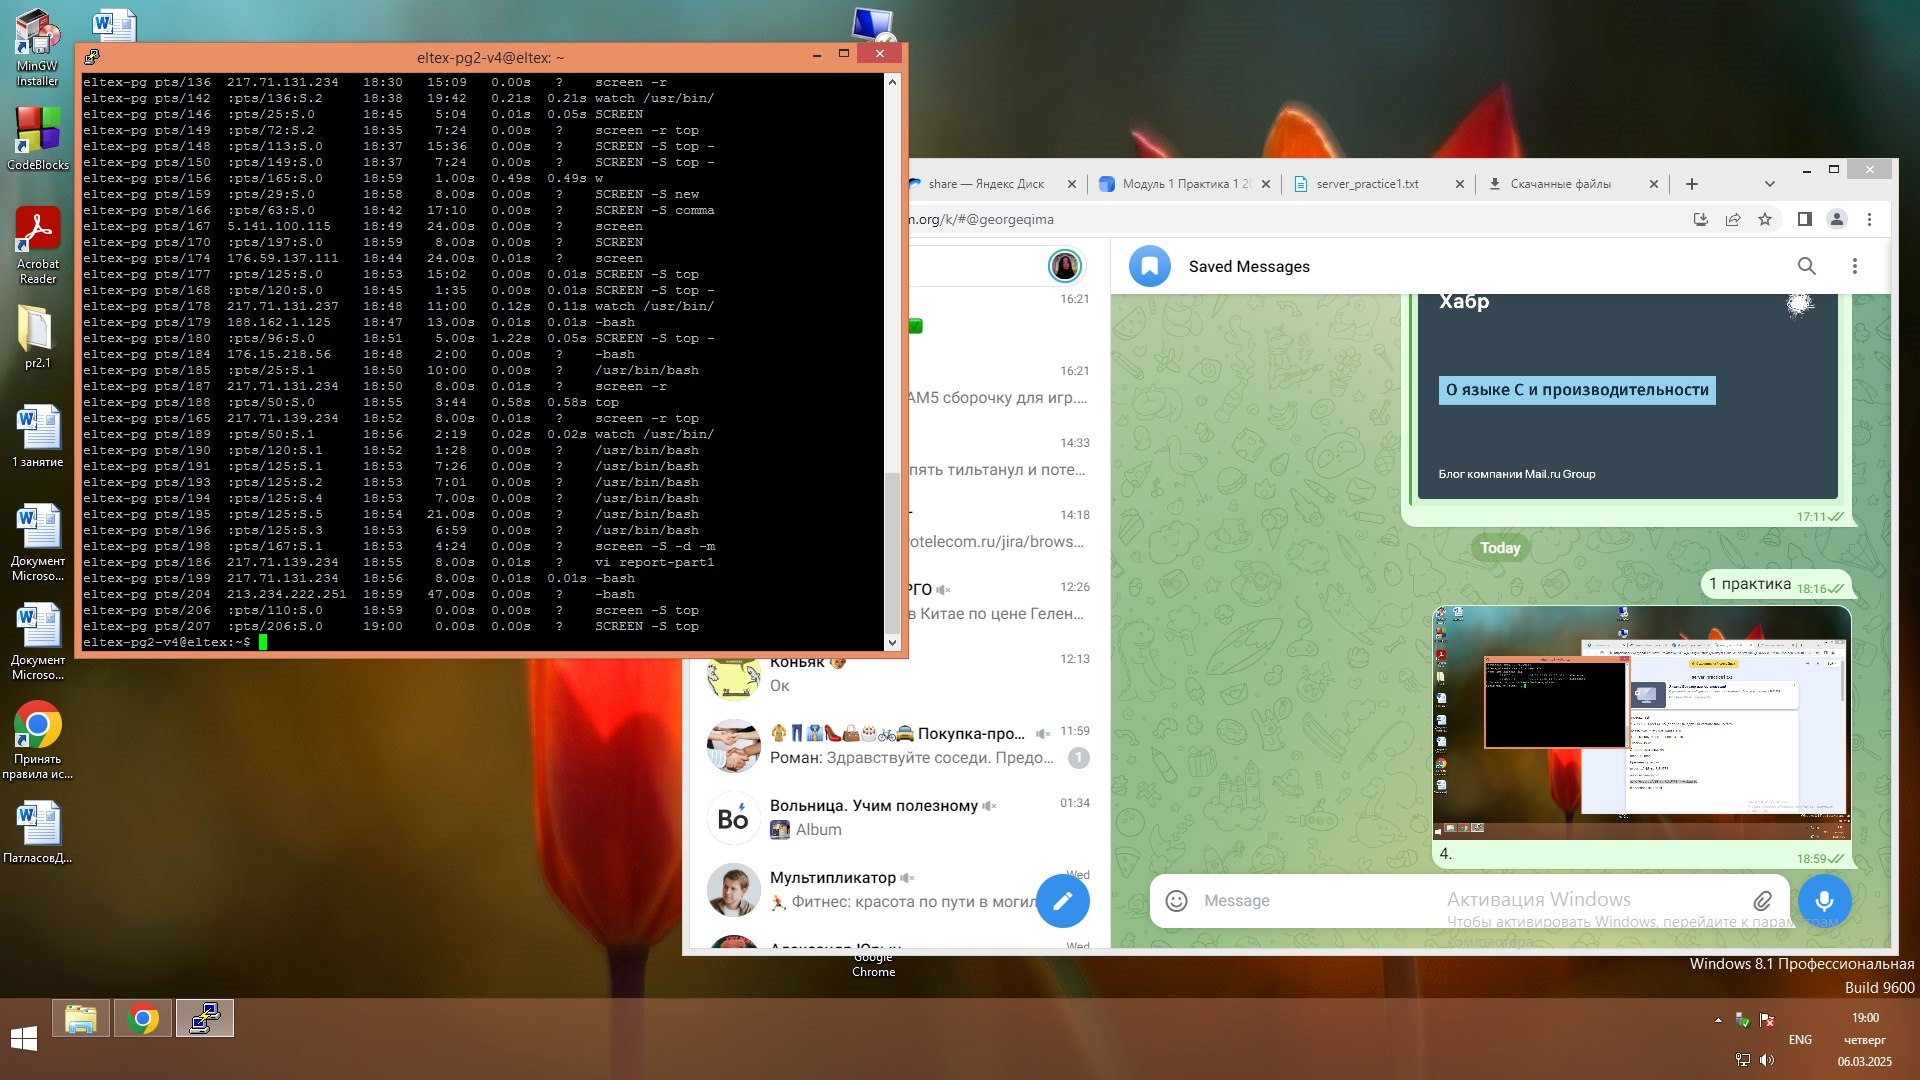 MinGW
Installer
CodeBlocks
Acrobat
Reader
pr2.1
1 занятие
Документ
Microso...
Документ
Microso...
Принять
правила ис...
ПатласовД...
eltex-pg2-v4@eltex: ~
eltex-pg pts/136  217.71.131.234   18:30   15:09   0.00s   ?    screen -r
eltex-pg pts/142  :pts/136:S.2     18:38   19:42   0.21s  0.21s watch /usr/bin/
eltex-pg pts/146  :pts/25:S.0      18:45    5:04   0.01s  0.05s SCREEN
eltex-pg pts/149  :pts/72:S.2      18:35    7:24   0.00s   ?    screen -r top
eltex-pg pts/148  :pts/113:S.0     18:37   15:36   0.00s   ?    SCREEN -S top -
eltex-pg pts/150  :pts/149:S.0     18:37    7:24   0.00s   ?    SCREEN -S top -
eltex-pg pts/156  :pts/165:S.0     18:59    1.00s  0.49s  0.49s w
eltex-pg pts/159  :pts/29:S.0      18:58    8.00s  0.00s   ?    SCREEN -S new
eltex-pg pts/166  :pts/63:S.0      18:42   17:10   0.00s   ?    SCREEN -S comma
eltex-pg pts/167  5.141.100.115    18:49   24.00s  0.00s   ?    screen
eltex-pg pts/170  :pts/197:S.0     18:59    8.00s  0.00s   ?    SCREEN
eltex-pg pts/174  176.59.137.111   18:44   24.00s  0.01s   ?    screen
eltex-pg pts/177  :pts/125:S.0     18:53   15:02   0.00s  0.01s SCREEN -S top
eltex-pg pts/168  :pts/120:S.0     18:45    1:35   0.00s  0.01s SCREEN -S top -
eltex-pg pts/178  217.71.131.237   18:48   11:00   0.12s  0.11s watch /usr/bin/
eltex-pg pts/179  188.162.1.125    18:47   13.00s  0.01s  0.01s -bash
eltex-pg pts/180  :pts/96:S.0      18:51    5.00s  1.22s  0.05s SCREEN -S top -
eltex-pg pts/184  176.15.218.56    18:48    2:00   0.00s   ?    -bash
eltex-pg pts/185  :pts/25:S.1      18:50   10:00   0.00s   ?    /usr/bin/bash
eltex-pg pts/187  217.71.131.234   18:50    8.00s  0.01s   ?    screen -r
eltex-pg pts/188  :pts/50:S.0      18:55    3:44   0.58s  0.58s top
eltex-pg pts/165  217.71.139.234   18:52    8.00s  0.01s   ?    screen -r top
eltex-pg pts/189  :pts/50:S.1      18:56    2:19   0.02s  0.02s watch /usr/bin/
eltex-pg pts/190  :pts/120:S.1     18:52    1:28   0.00s   ?    /usr/bin/bash
eltex-pg pts/191  :pts/125:S.1     18:53    7:26   0.00s   ?    /usr/bin/bash
eltex-pg pts/193  :pts/125:S.2     18:53    7:01   0.00s   ?    /usr/bin/bash
eltex-pg pts/194  :pts/125:S.4     18:53    7.00s  0.00s   ?    /usr/bin/bash
eltex-pg pts/195  :pts/125:S.5     18:54   21.00s  0.00s   ?    /usr/bin/bash
eltex-pg pts/196  :pts/125:S.3     18:53    6:59   0.00s   ?    /usr/bin/bash
eltex-pg pts/198  :pts/167:S.1     18:53    4:24   0.00s   ?    screen -S -d -m
eltex-pg pts/186  217.71.139.234   18:55    8.00s  0.01s   ?    vi report-part1
eltex-pg pts/199  217.71.131.234   18:56    8.00s  0.01s  0.01s -bash
eltex-pg pts/204  213.234.222.251  18:59   47.00s  0.00s   ?    -bash
eltex-pg pts/206  :pts/110:S.0     18:59    0.00s  0.00s   ?    screen -S top
eltex-pg pts/207  :pts/206:S.0     19:00    0.00s  0.00s   ?    SCREEN -S top
eltex-pg2-v4@eltex:~$
share — Яндекс Диск
Модуль 1 Практика 1 20
server_practice1.txt
Скачанные файлы
m.org/k/#@georgeqima
16:21
16:21
AM5 сборочку для игр....
14:33
пять тильтанул и поте...
14:18
otelecom.ru/jira/brows...
РГО 12:26
в Китае по цене Гелен...
Коньяк 12:13
Ок
Покупка-про... 11:59
Роман: Здравствуйте соседи. Предо... 1
Вольница. Учим полезному 01:34
Bo
Album
Мультипликатор Wed
Фитнес: красота по пути в могил
Александр Юрьи Wed
Saved Messages
Хабр
О языке C и производительности
Блог компании Mail.ru Group
17:11
Today
1 практика 18:16
4. 18:59
Message
Активация Windows
Чтобы активировать Windows, перейдите к параметрам
компьютера.
Google
Chrome
Windows 8.1 Профессиональная
Build 9600
ENG
19:00
четверг
06.03.2025